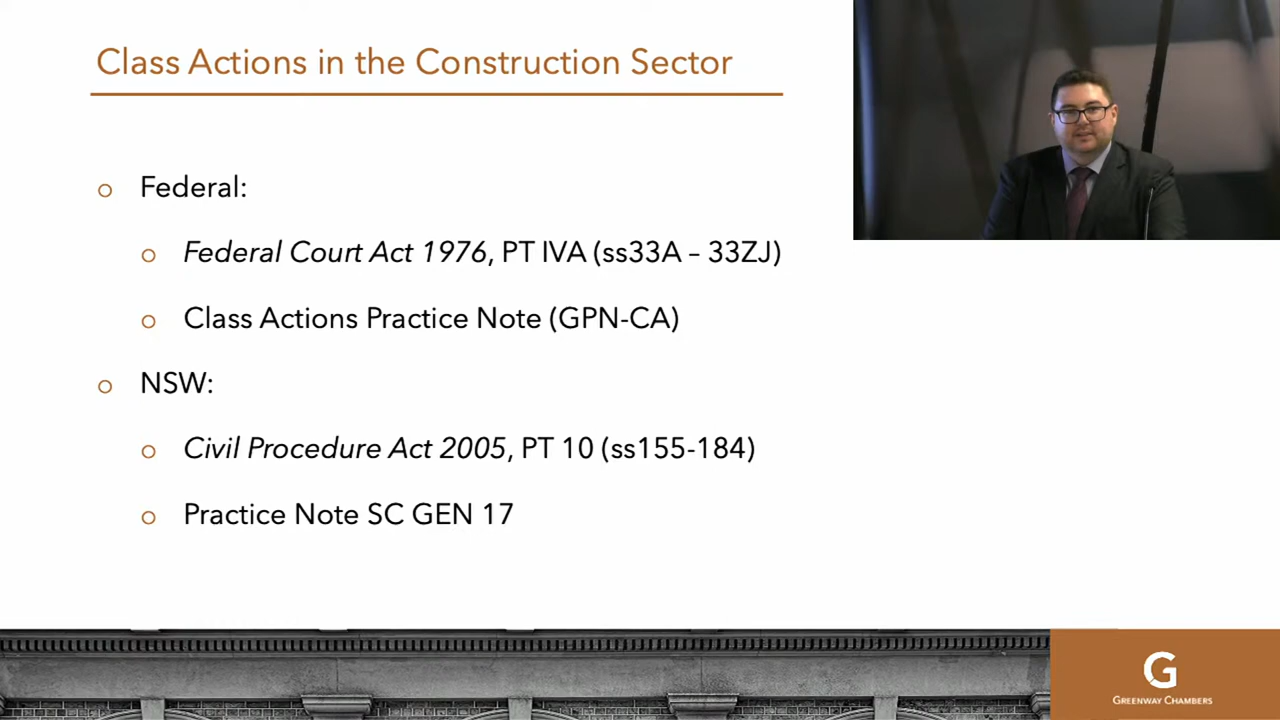 Class Actions in the Construction Sector
Federal:
Federal Court Act 1976, PT IVA (ss33A – 33ZJ)
Class Actions Practice Note (GPN-CA)
NSW:
Civil Procedure Act 2005, PT 10 (ss155-184)
Practice Note SC GEN 17
G
GREENWAY CHAMBERS